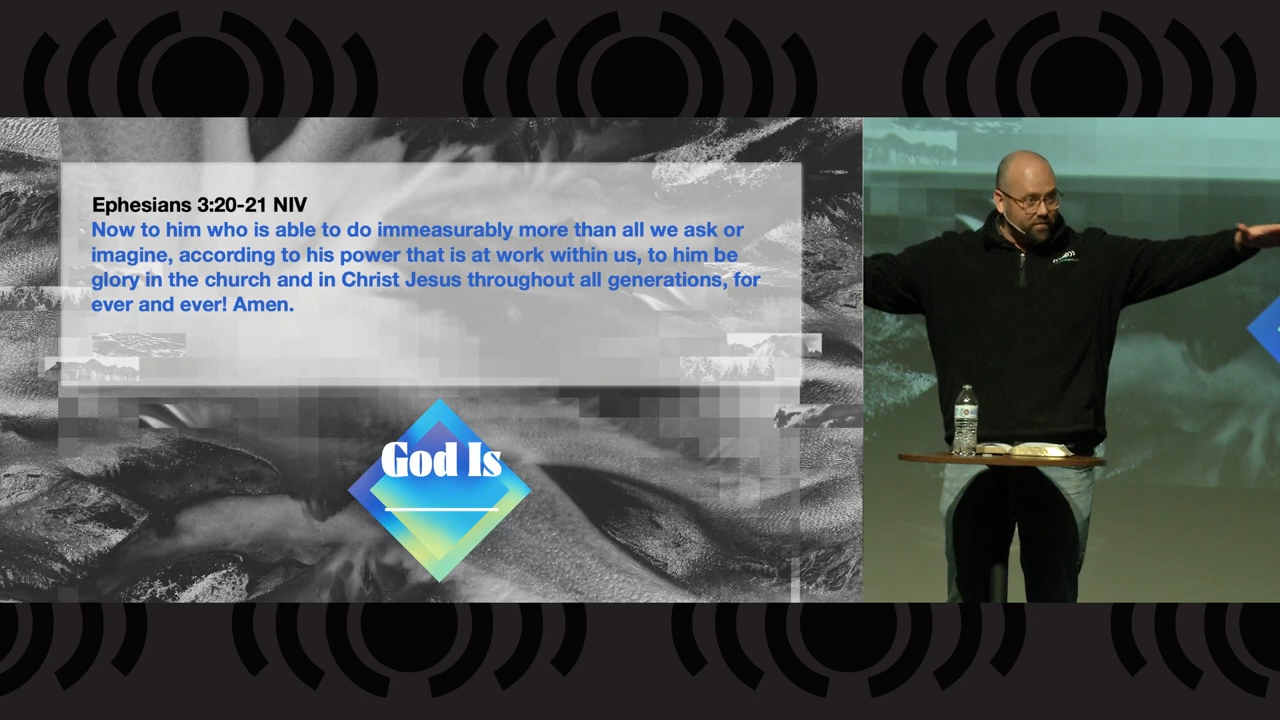 Ephesians 3:20-21 NIV
Now to him who is able to do immeasurably more than all we ask or
imagine, according to his power that is at work within us, to him be
glory in the church and in Christ Jesus throughout all generations, for
ever and ever! Amen.
God Is